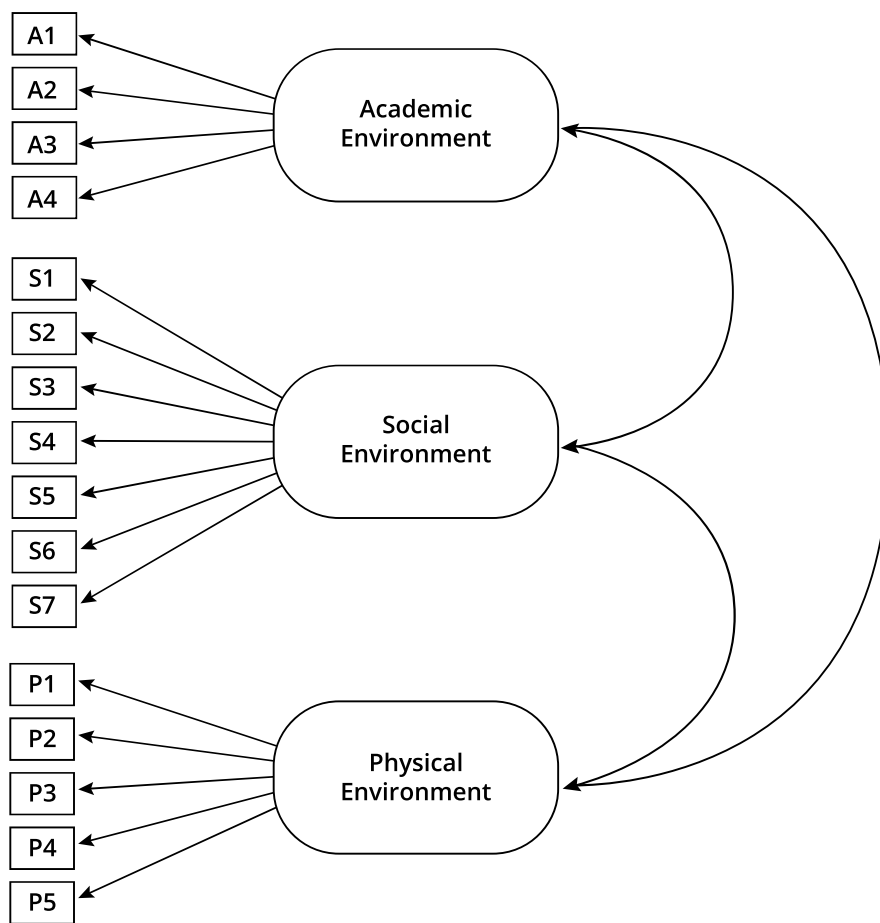 A1
A2
A3
A4
Academic
Environment
S1
S2
S3
S4
S5
S6
S7
Social
Environment
P1
P2
P3
P4
P5
Physical
Environment